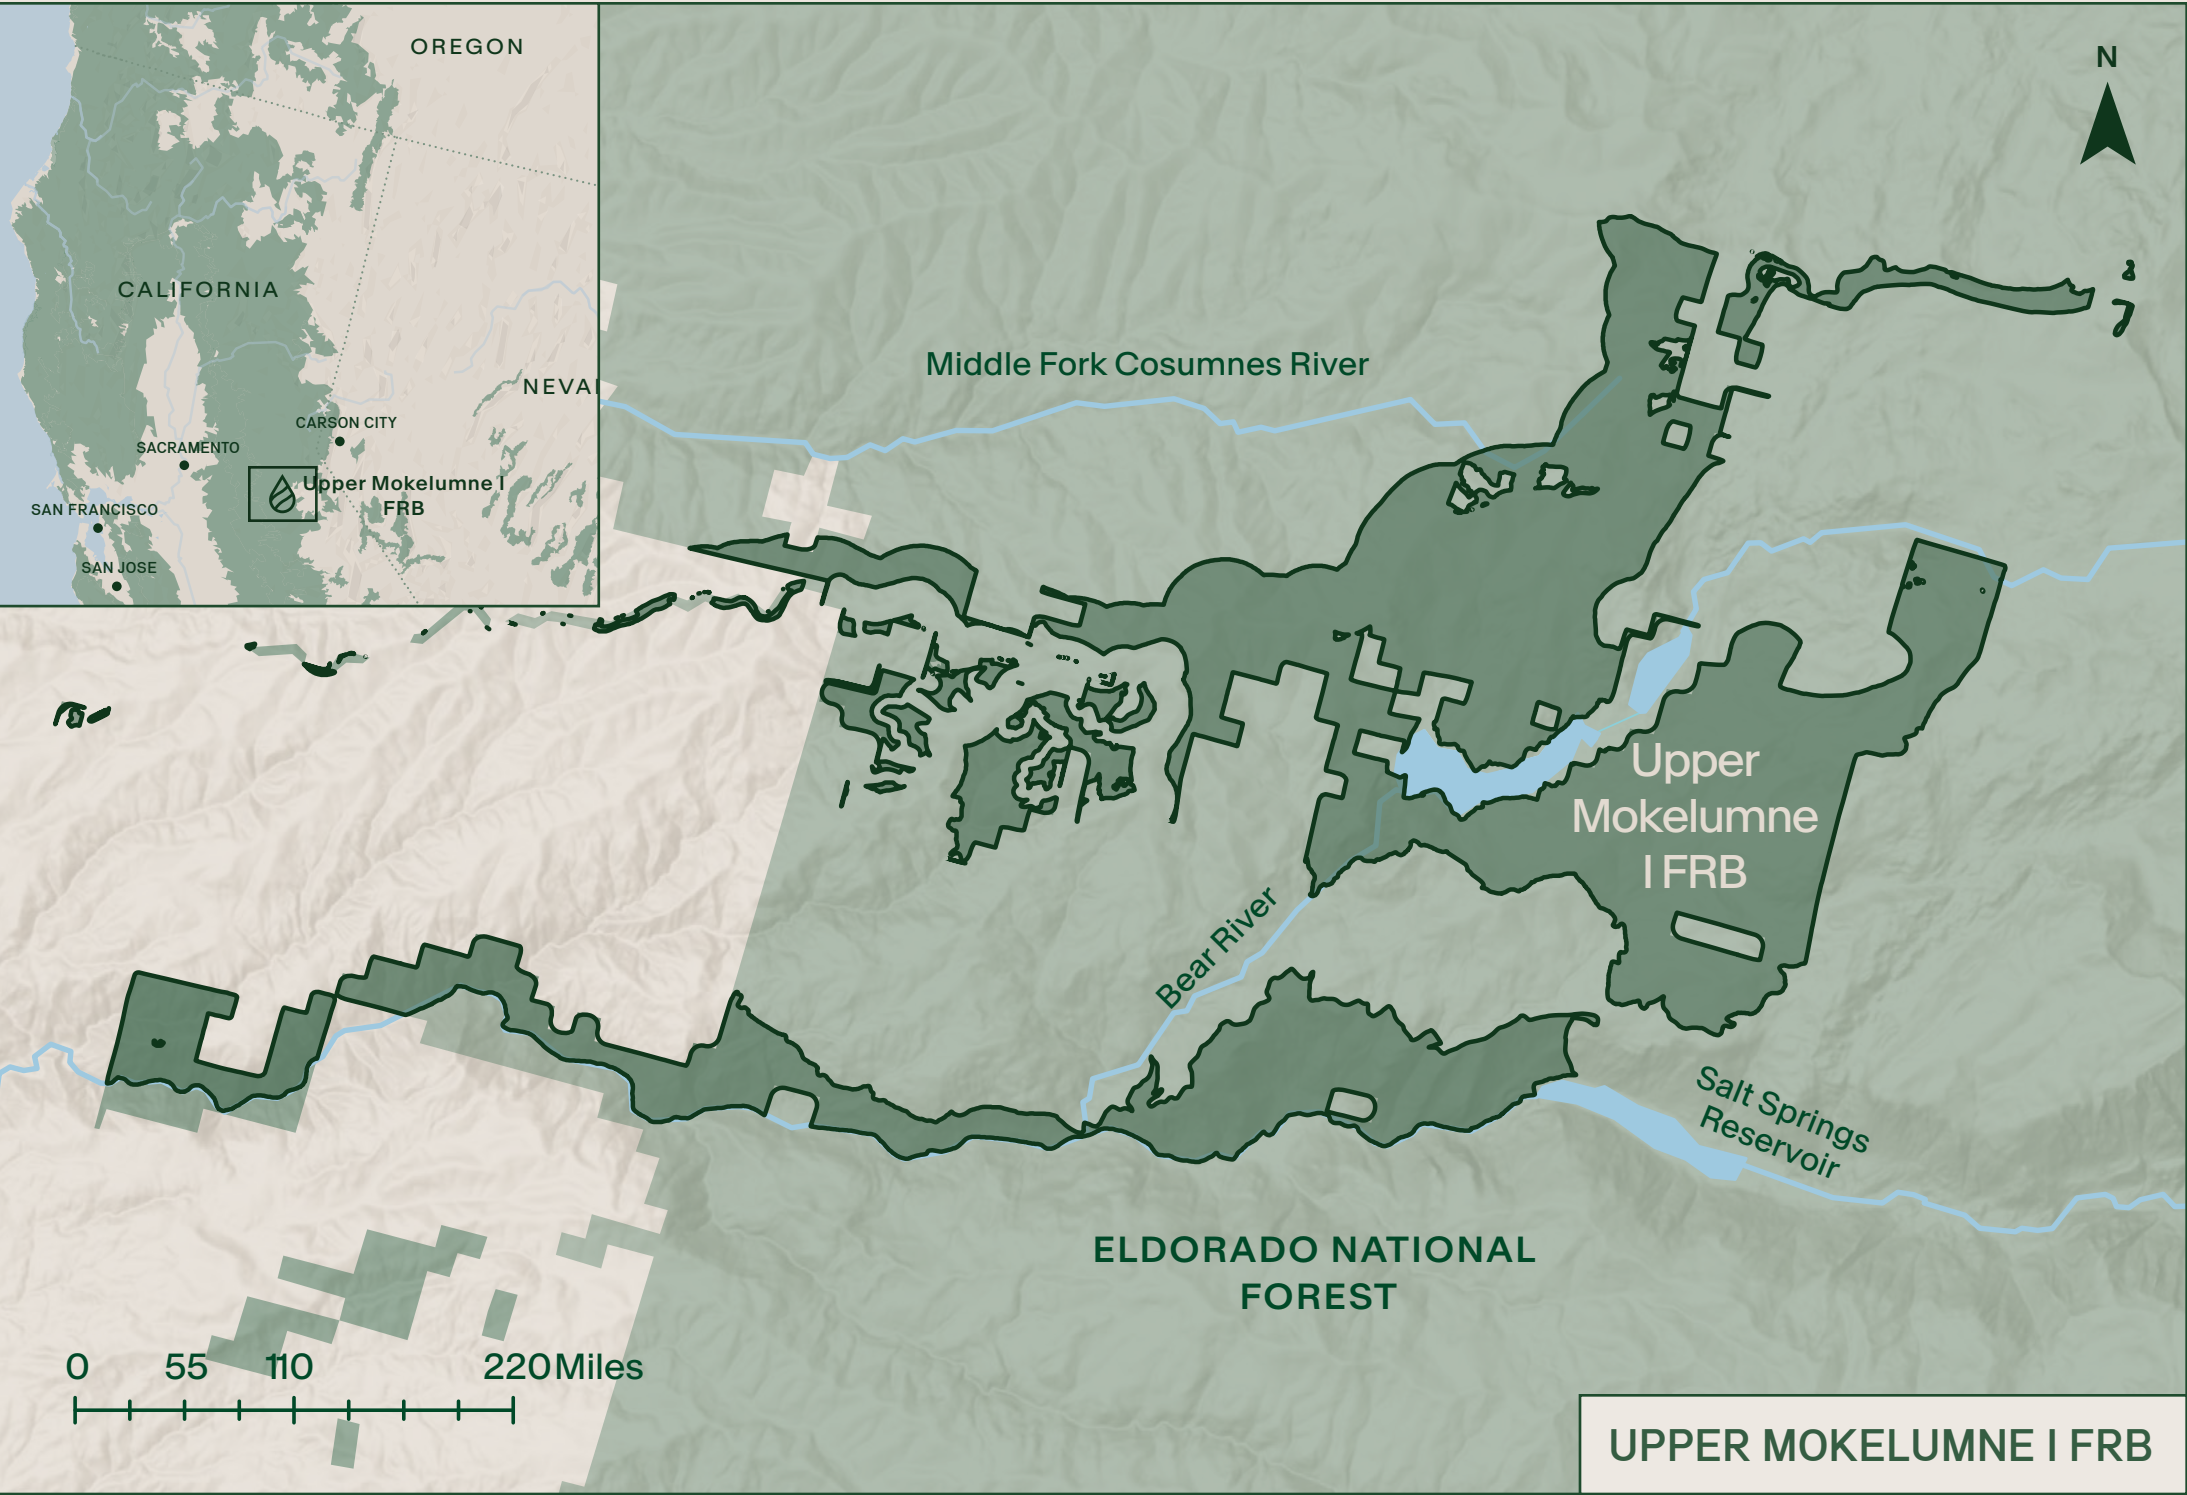 OREGON
CALIFORNIA
NEVA
CARSON CITY
SACRAMENTO
Upper Mokelumne I
FRB
SAN FRANCISCO
SAN JOSE
N
Middle Fork Cosumnes River
Upper
Mokelumne
I FRB
Bear River
Salt Springs
Reservoir
ELDORADO NATIONAL
FOREST
0 55 110 220 Miles
UPPER MOKELUMNE I FRB